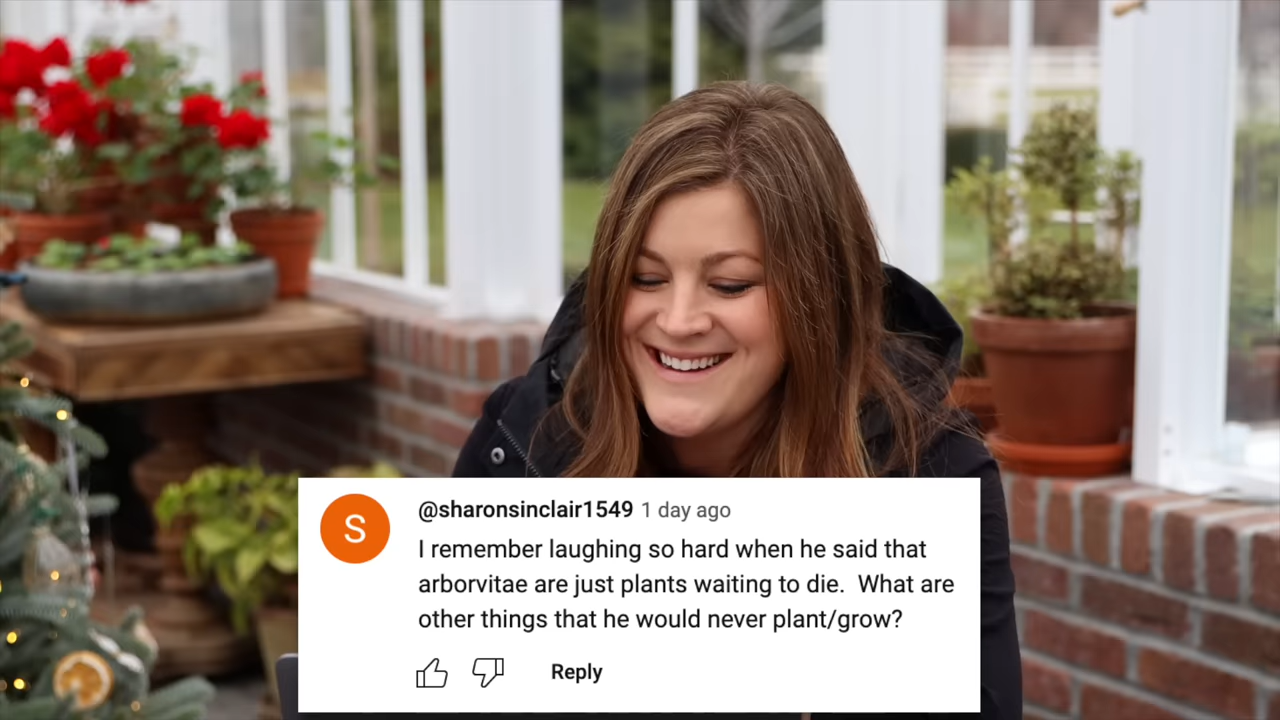 S
@sharonsinclair1549 1 day ago
I remember laughing so hard when he said that
arborvitae are just plants waiting to die.  What are
other things that he would never plant/grow?
Reply